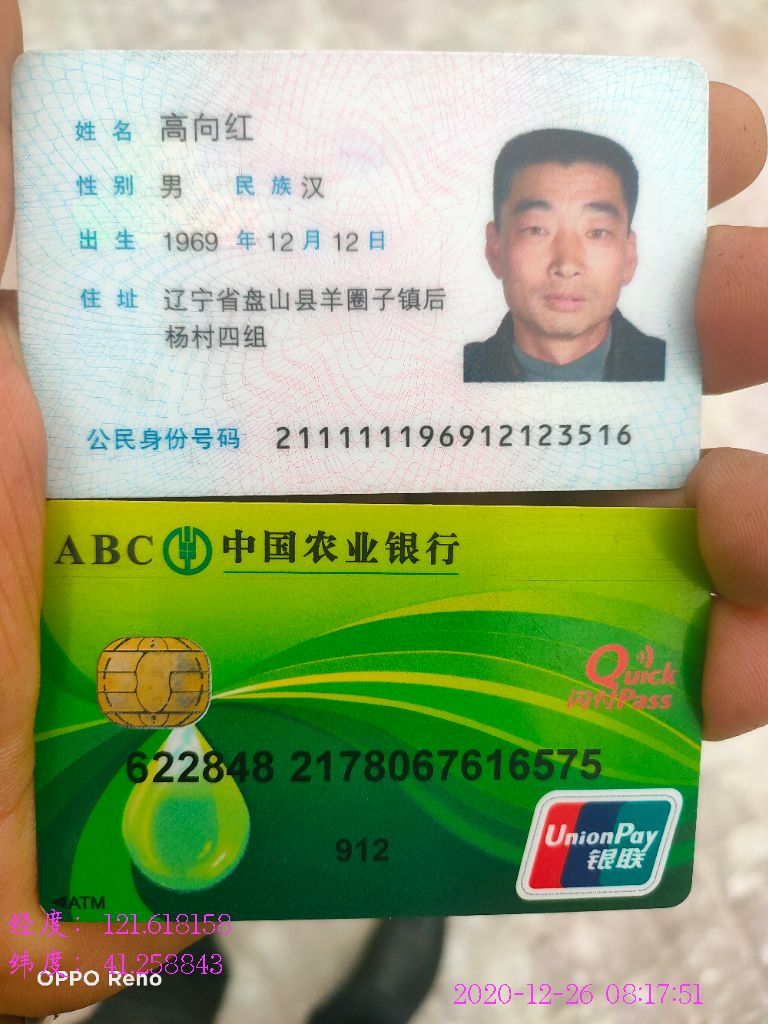 姓名 高向红
性别 男 民族 汉
出生 1969 年 12 月 12 日
住址 辽宁省盘山县羊圈子镇后
杨村四组
公民身份号码 211111196912123516
ABC 中国农业银行
Quick
闪付Pass
622848 2178067616575
UnionPay
银联
912
ATM
经度: 121.618158
纬度: 41.258843
OPPO Reno
2020-12-26 08:17:51